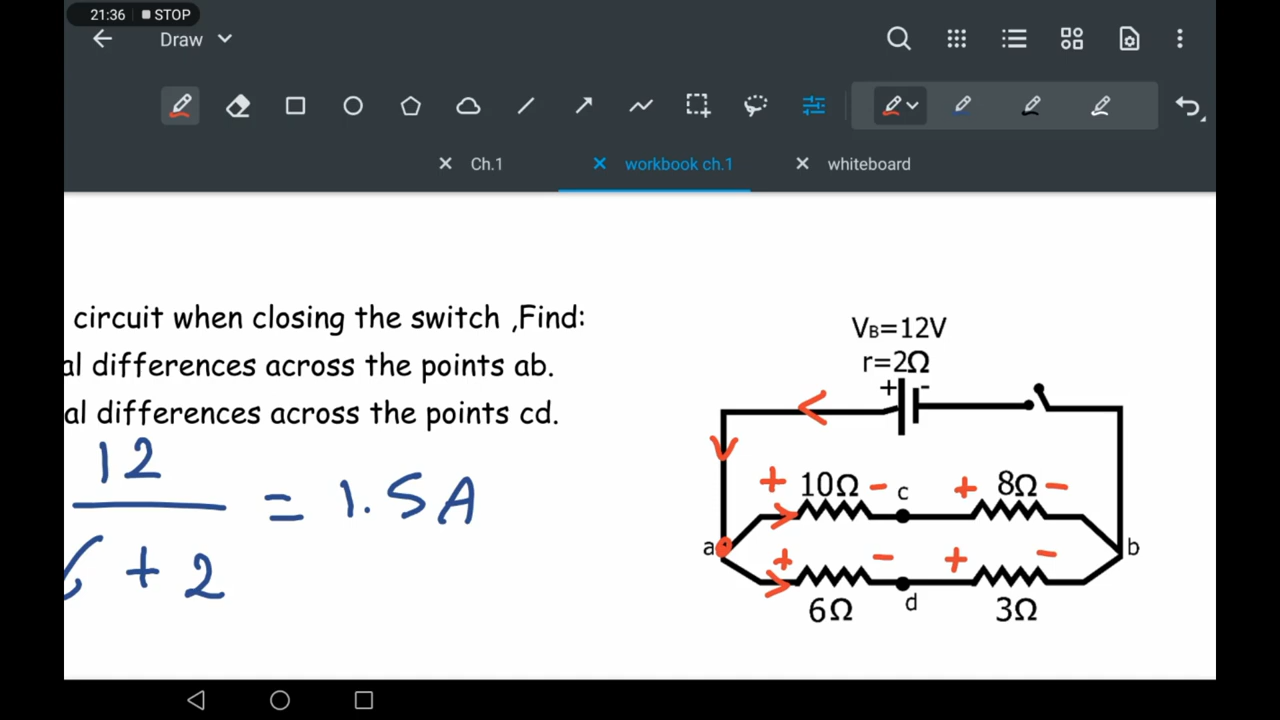 21:36 STOP
Draw
Ch.1
workbook ch.1
whiteboard
circuit when closing the switch ,Find:
al differences across the points ab.
al differences across the points cd.
12
= 1.5A
6 + 2
VB=12V
r=2Ω
+ -
+ 10Ω - c + 8Ω -
a
b
+ - + -
6Ω d 3Ω